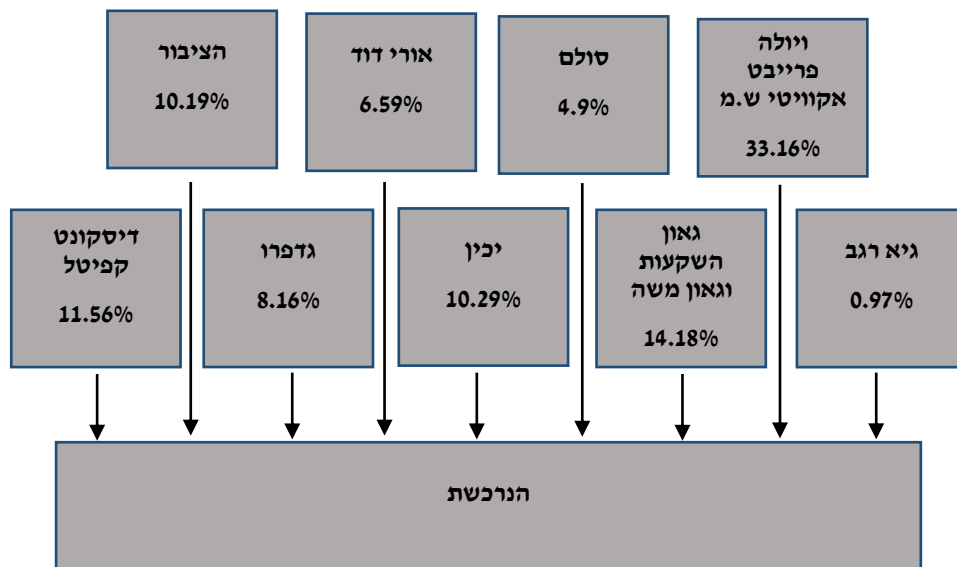 ויולה
פרייבט
אקוויטי ש.מ
33.16%
סולם
4.9%
אורי דוד
6.59%
הציבור
10.19%
גיא רגב
0.97%
גאון
השקעות
וגאון משה
14.18%
יכין
10.29%
גדפרו
8.16%
דיסקונט
קפיטל
11.56%
הנרכשת